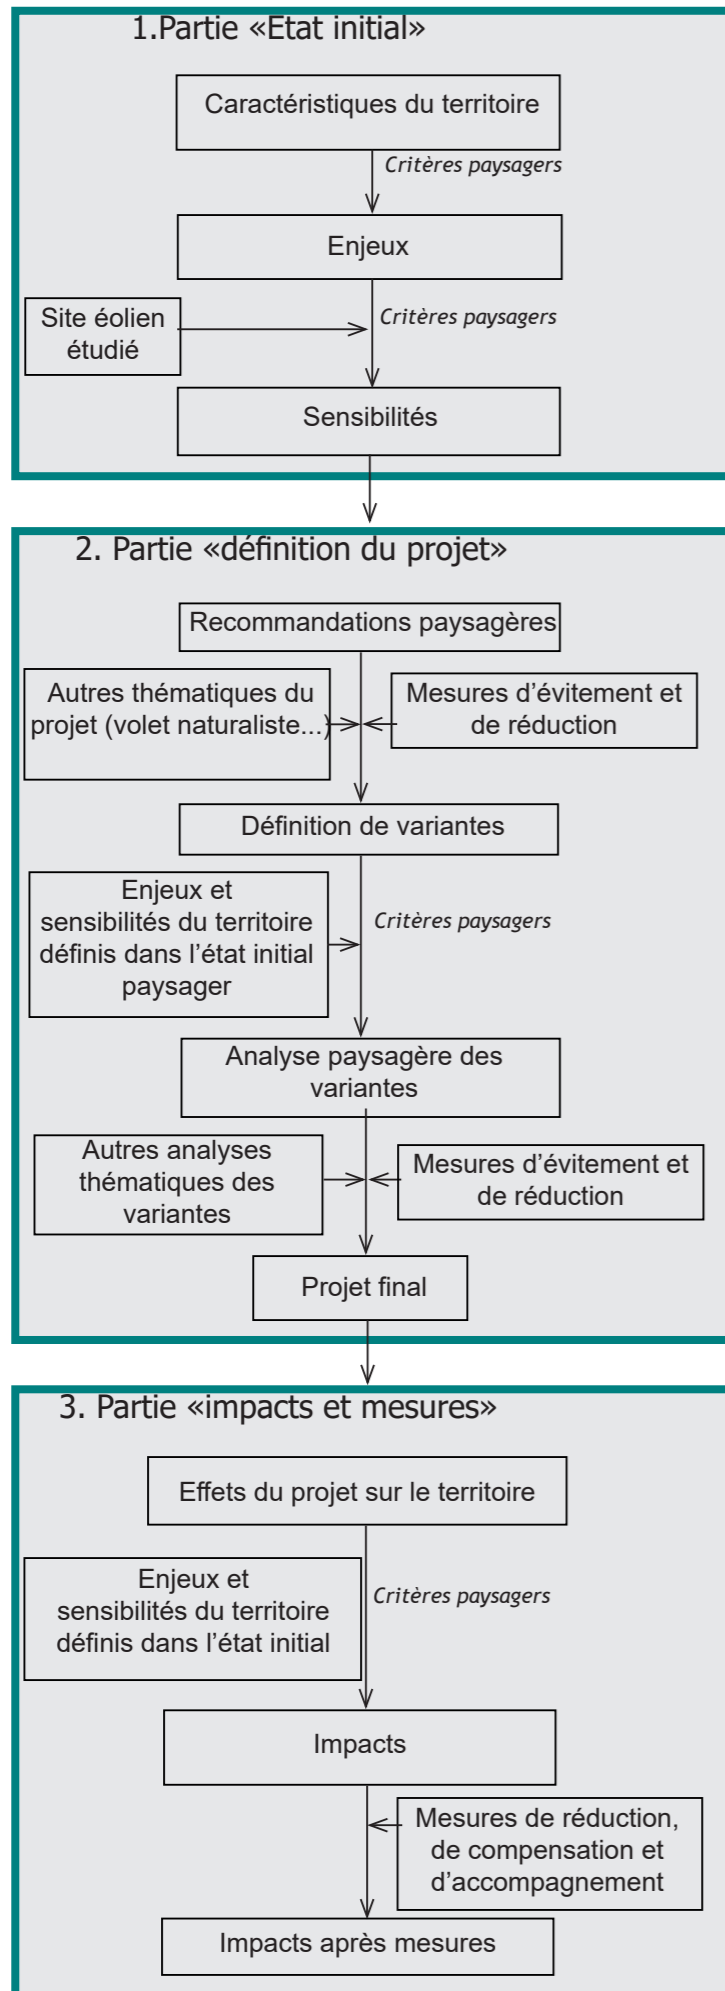 1.Partie «Etat initial»
Caractéristiques du territoire
Critères paysagers
Enjeux
Site éolien
étudié
Critères paysagers
Sensibilités
2. Partie «définition du projet»
Recommandations paysagères
Autres thématiques du
projet (volet naturaliste...)
Mesures d'évitement et
de réduction
Définition de variantes
Enjeux et
sensibilités du territoire
définis dans l'état initial
paysager
Critères paysagers
Analyse paysagère des
variantes
Autres analyses
thématiques des
variantes
Mesures d'évitement et
de réduction
Projet final
3. Partie «impacts et mesures»
Effets du projet sur le territoire
Enjeux et
sensibilités du territoire
définis dans l'état initial
Critères paysagers
Impacts
Mesures de réduction,
de compensation et
d'accompagnement
Impacts après mesures